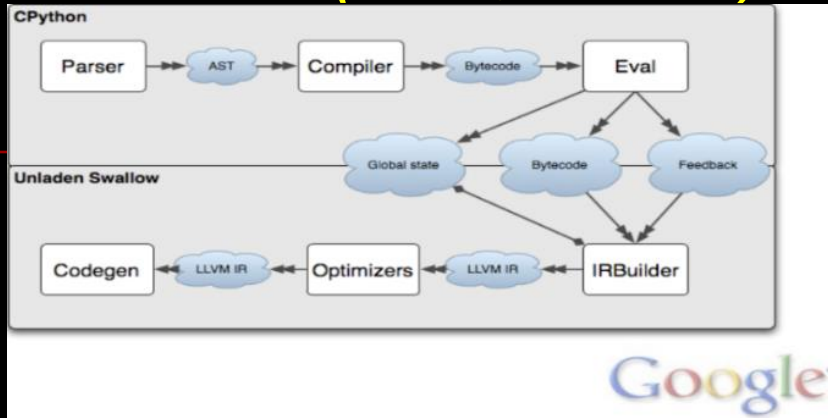 CPython
Parser
AST
Compiler
Bytecode
Eval
Global state
Bytecode
Feedback
Unladen Swallow
Codegen
LLVM IR
Optimizers
LLVM IR
IRBuilder
Google